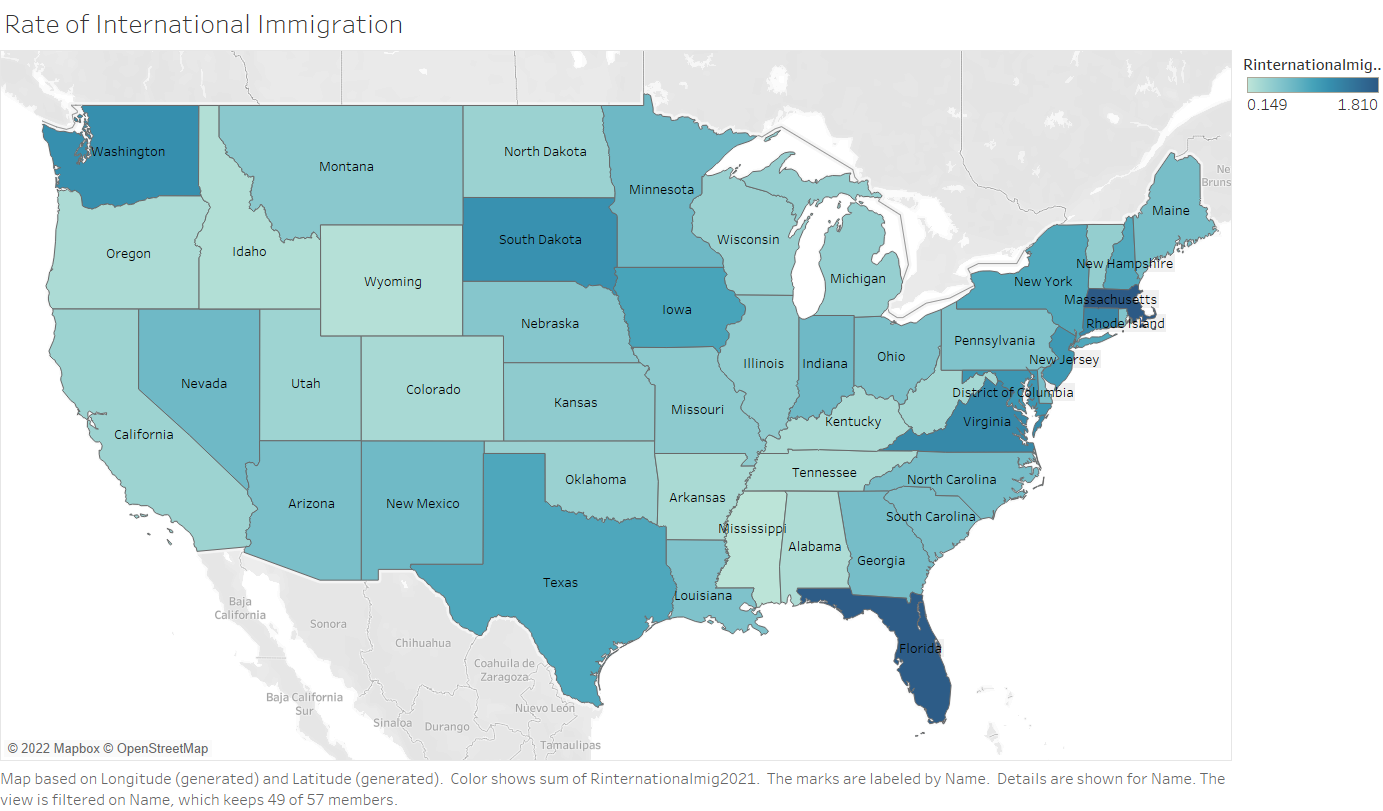 Rate of International Immigration
Rinternationalmig..
0.149 1.810
Washington
Montana
North Dakota
Minnesota
Oregon
Idaho
South Dakota
Wisconsin
Michigan
Wyoming
Maine
Ne
Bruns
New Hampshire
New York
Massachusetts
Rhode Island
Iowa
Nebraska
Pennsylvania
New Jersey
Nevada
Utah
Colorado
Illinois
Indiana
Ohio
District of Columbia
Kansas
Missouri
Kentucky
Virginia
California
Oklahoma
Tennessee
North Carolina
Arizona
New Mexico
Arkansas
South Carolina
Mississippi
Alabama
Georgia
Texas
Louisiana
Florida
Baja
California
Sonora
Chihuahua
Coahuila de
Zaragoza
Baja California
Sur
Sinaloa
Durango
Nuevo León
Tamaulipas
© 2022 Mapbox © OpenStreetMap
Map based on Longitude (generated) and Latitude (generated). Color shows sum of Rinternationalmig2021. The marks are labeled by Name. Details are shown for Name. The
view is filtered on Name, which keeps 49 of 57 members.